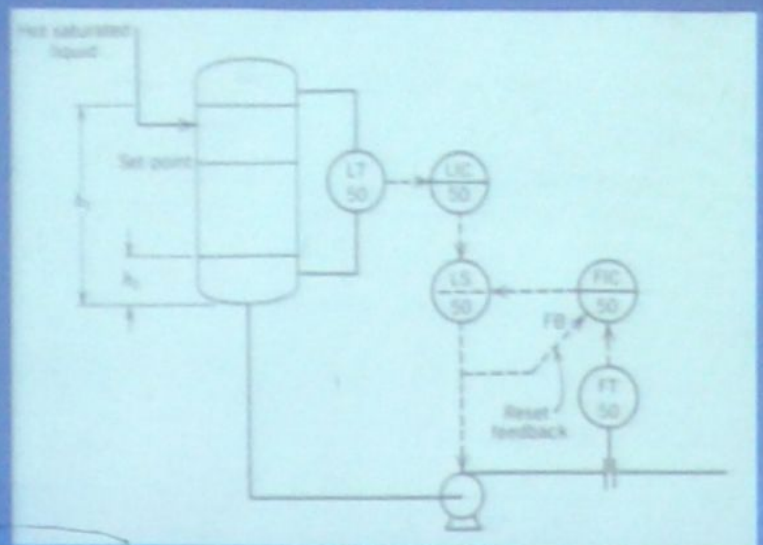 Hot saturated
liquid
Set point
LT
50
LIC
50
LS
50
FIC
50
FB
FT
50
Reset
feedback